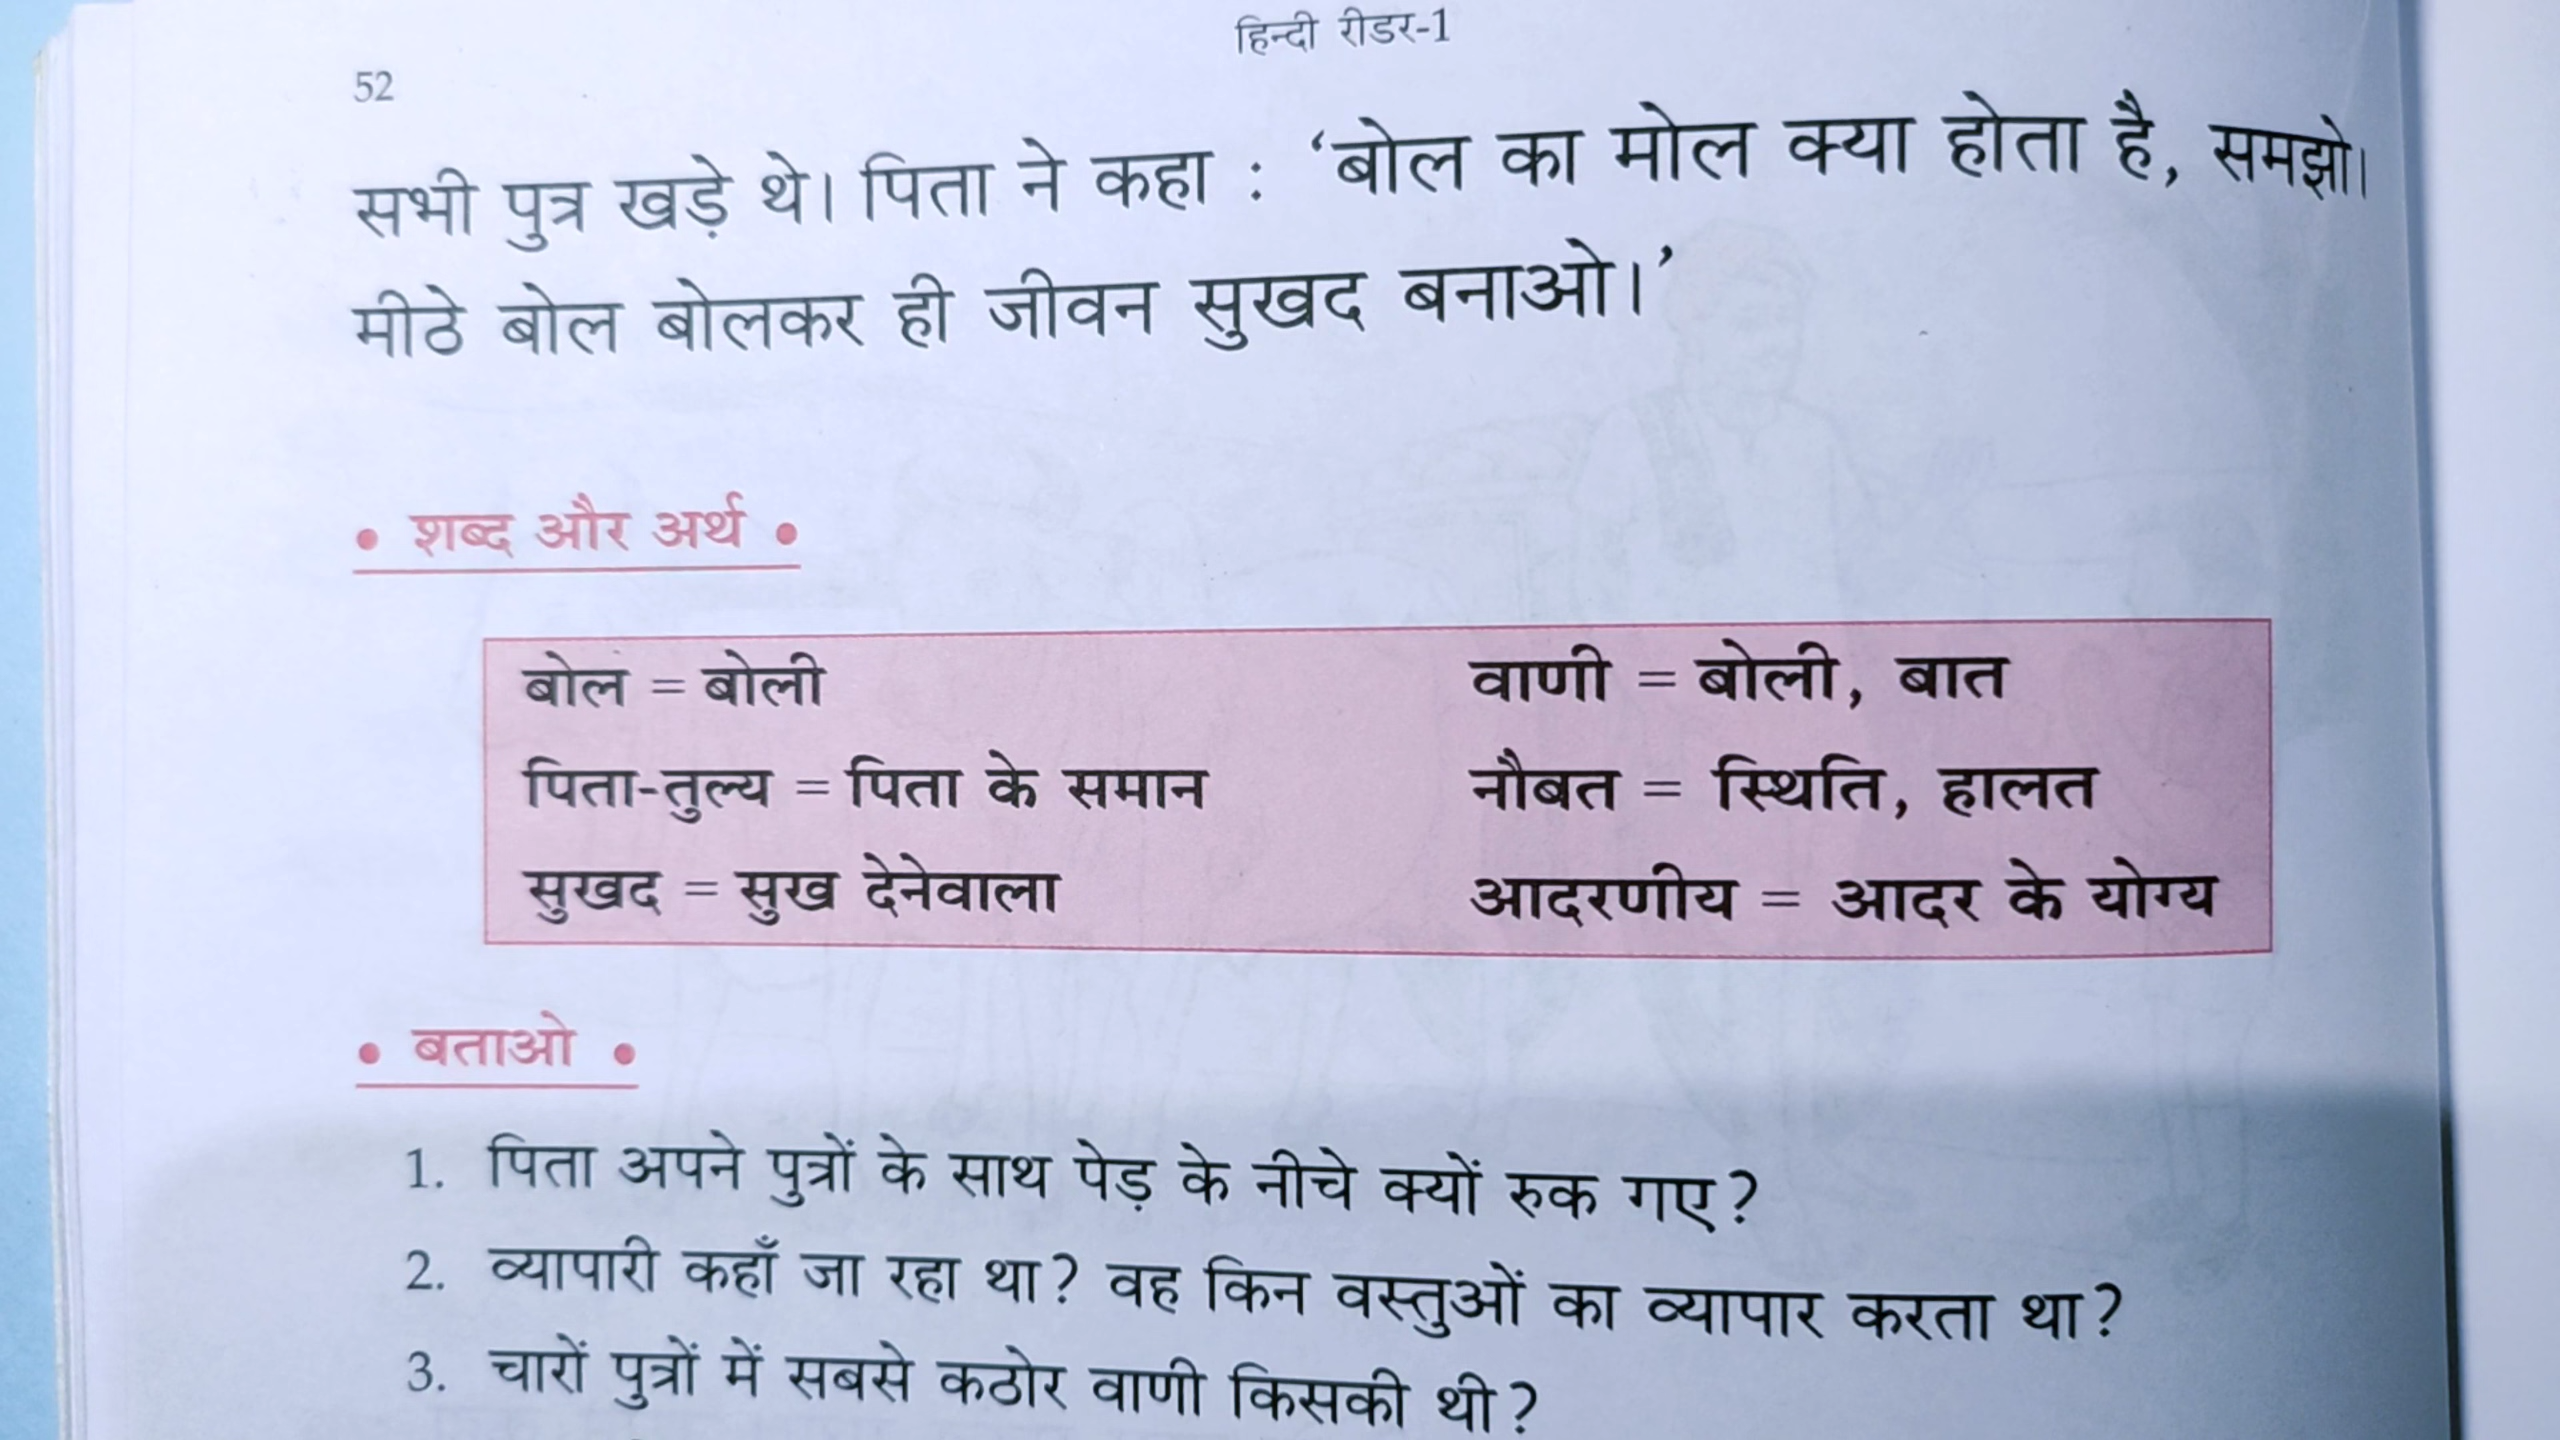 हिन्दी रीडर-1
52
सभी पुत्र खड़े थे। पिता ने कहा : ‘बोल का मोल क्या होता है, समझो।
मीठे बोल बोलकर ही जीवन सुखद बनाओ।’
• शब्द और अर्थ •
बोल = बोली वाणी = बोली, बात
पिता-तुल्य = पिता के समान नौबत = स्थिति, हालत
सुखद = सुख देनेवाला आदरणीय = आदर के योग्य
• बताओ •
1. पिता अपने पुत्रों के साथ पेड़ के नीचे क्यों रुक गए?
2. व्यापारी कहाँ जा रहा था? वह किन वस्तुओं का व्यापार करता था?
3. चारों पुत्रों में सबसे कठोर वाणी किसकी थी?